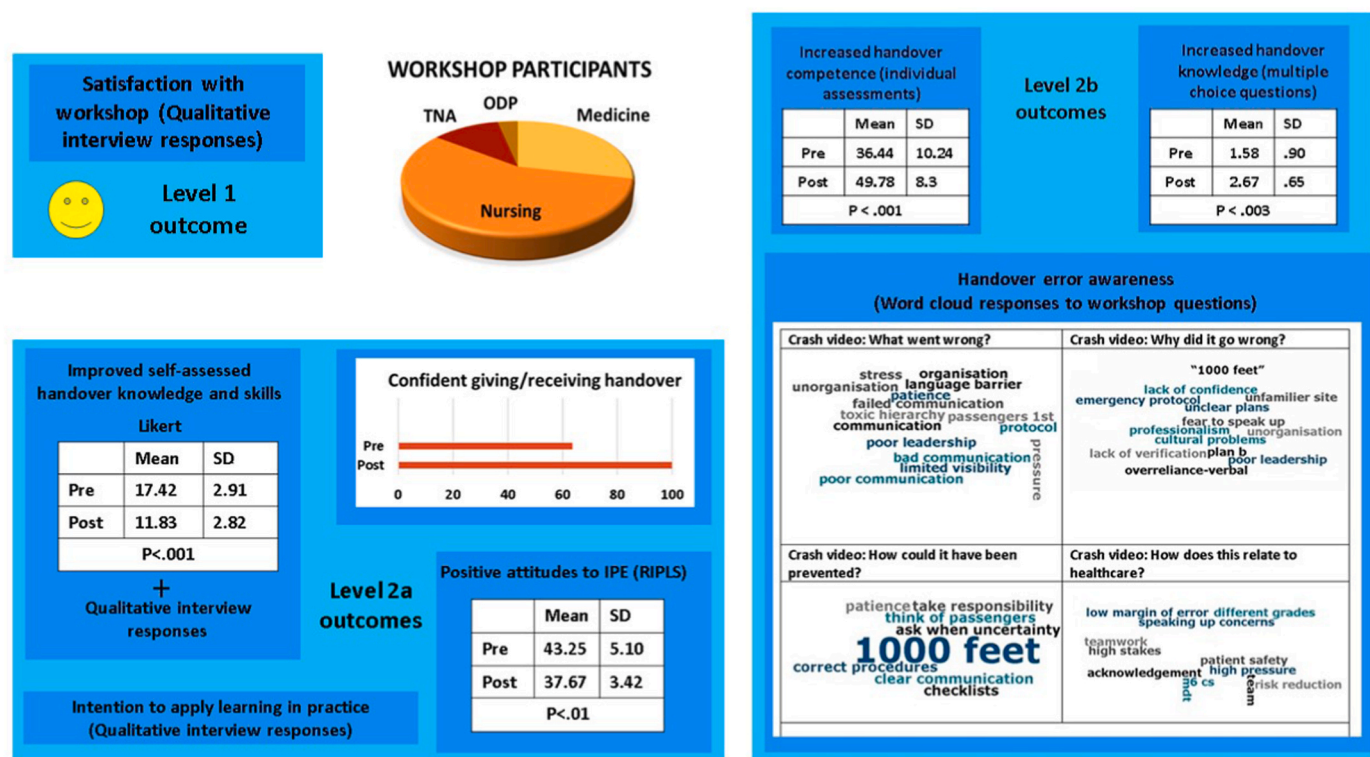 Satisfaction with
workshop (Qualitative
interview responses)
Level 1
outcome
WORKSHOP PARTICIPANTS
TNA
ODP
Medicine
Nursing
Improved self-assessed
handover knowledge and skills
Likert
Mean SD
Pre 17.42 2.91
Post 11.83 2.82
P<.001
+
Qualitative interview
responses
Confident giving/receiving handover
Pre
Post
0 20 40 60 80 100
Level 2a
outcomes
Positive attitudes to IPE (RIPLS)
Mean SD
Pre 43.25 5.10
Post 37.67 3.42
P<.01
Intention to apply learning in practice
(Qualitative interview responses)
Increased handover
competence (individual
assessments)
Mean SD
Pre 36.44 10.24
Post 49.78 8.3
P < .001
Level 2b
outcomes
Increased handover
knowledge (multiple
choice questions)
Mean SD
Pre 1.58 .90
Post 2.67 .65
P < .003
Handover error awareness
(Word cloud responses to workshop questions)
Crash video: What went wrong?
stress organisation
unorganisation language barrier
patience
failed communication
toxic hierarchy passengers 1st
communication protocol
poor leadership
pressure
bad communication
limited visibility
poor communication
Crash video: Why did it go wrong?
"1000 feet"
lack of confidence
emergency protocol unfamilier site
unclear plans
fear to speak up
professionalism unorganisation
cultural problems
lack of verification plan b
poor leadership
overreliance-verbal
Crash video: How could it have been
prevented?
patience take responsibility
think of passengers
ask when uncertainty
1000 feet
correct procedures
clear communication
checklists
Crash video: How does this relate to
healthcare?
low margin of error different grades
speaking up concerns
teamwork
high stakes
patient safety
acknowledgement high pressure
mdt
6 cs
team
risk reduction